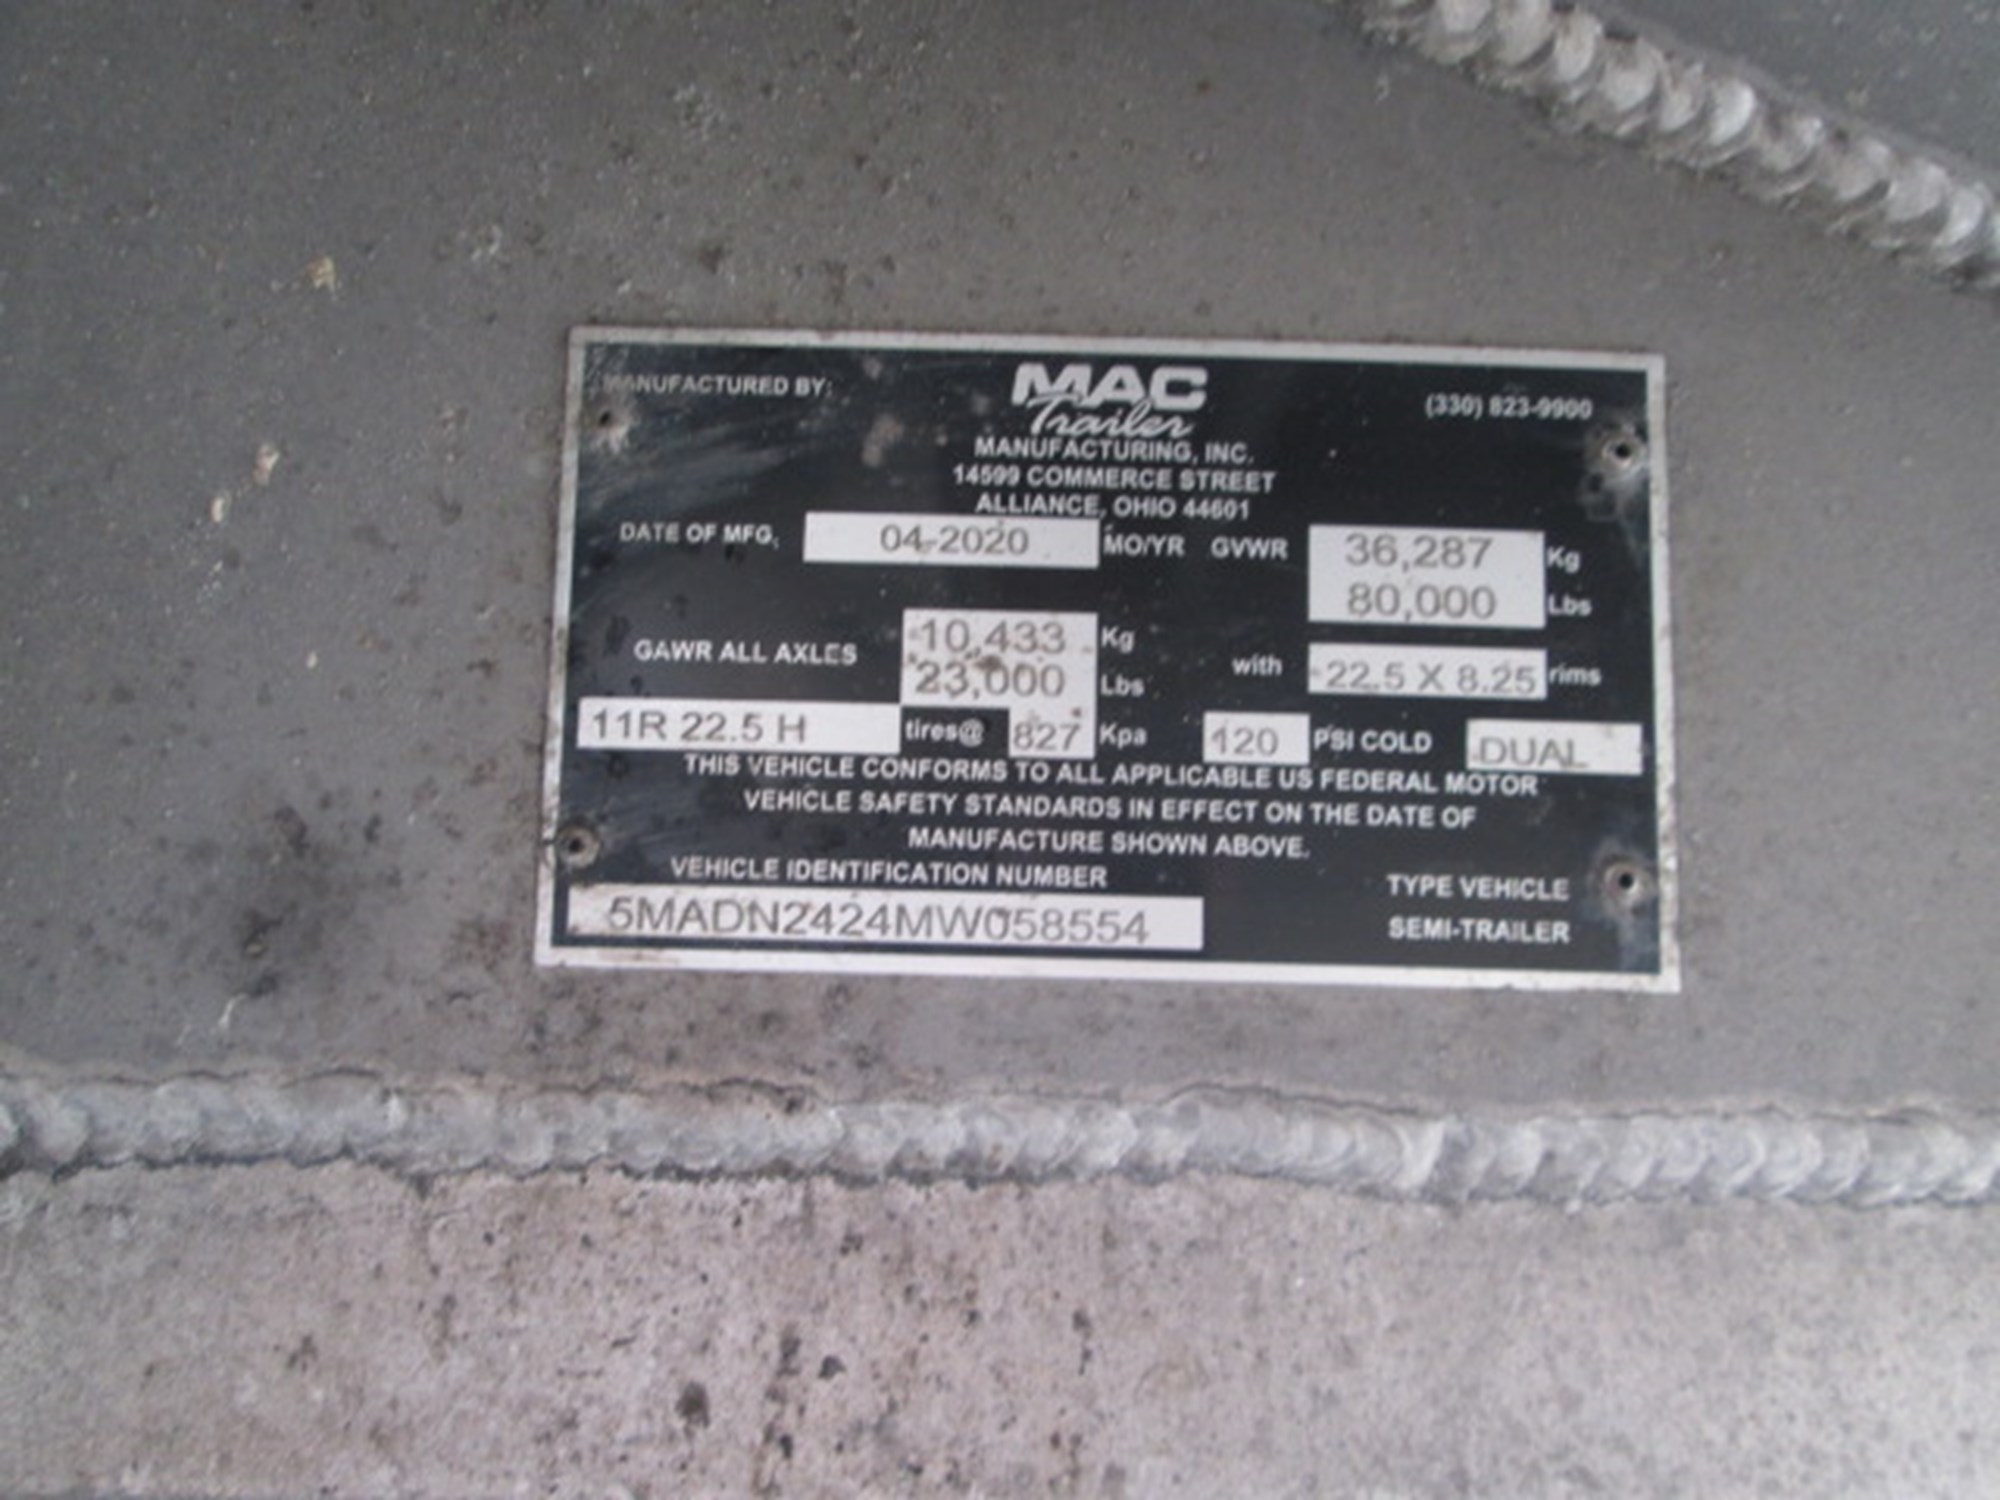 MANUFACTURED BY:
MAC
Trailer
(330) 823-9900
MANUFACTURING, INC.
14599 COMMERCE STREET
ALLIANCE, OHIO 44601
DATE OF MFG. 04-2020 MO/YR GVWR 36,287 Kg
80,000 Lbs
GAWR ALL AXLES 10,433 Kg
23,000 Lbs with 22.5 X 8.25 rims
11R 22.5 H tires@ 827 Kpa 120 PSI COLD DUAL
THIS VEHICLE CONFORMS TO ALL APPLICABLE US FEDERAL MOTOR
VEHICLE SAFETY STANDARDS IN EFFECT ON THE DATE OF
MANUFACTURE SHOWN ABOVE.
VEHICLE IDENTIFICATION NUMBER TYPE VEHICLE
5MADN2424MW058554 SEMI-TRAILER